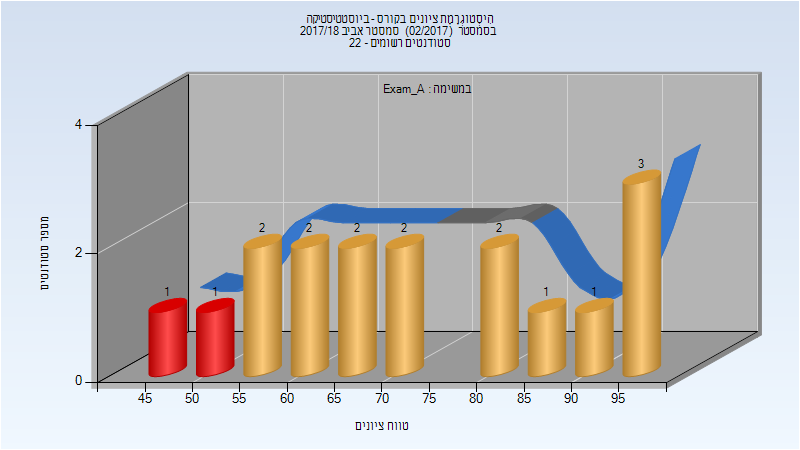 היסטוגרמת ציונים בקורס - ביוסטטיסטיקה
בסמסטר (02/2017) סמסטר אביב 2017/18
סטודנטים רשומים - 22
במשימה : Exam_A
מספר סטודנטים
4
2
0
1
1
2
2
2
2
2
1
1
3
45 50 55 60 65 70 75 80 85 90 95
טווח ציונים